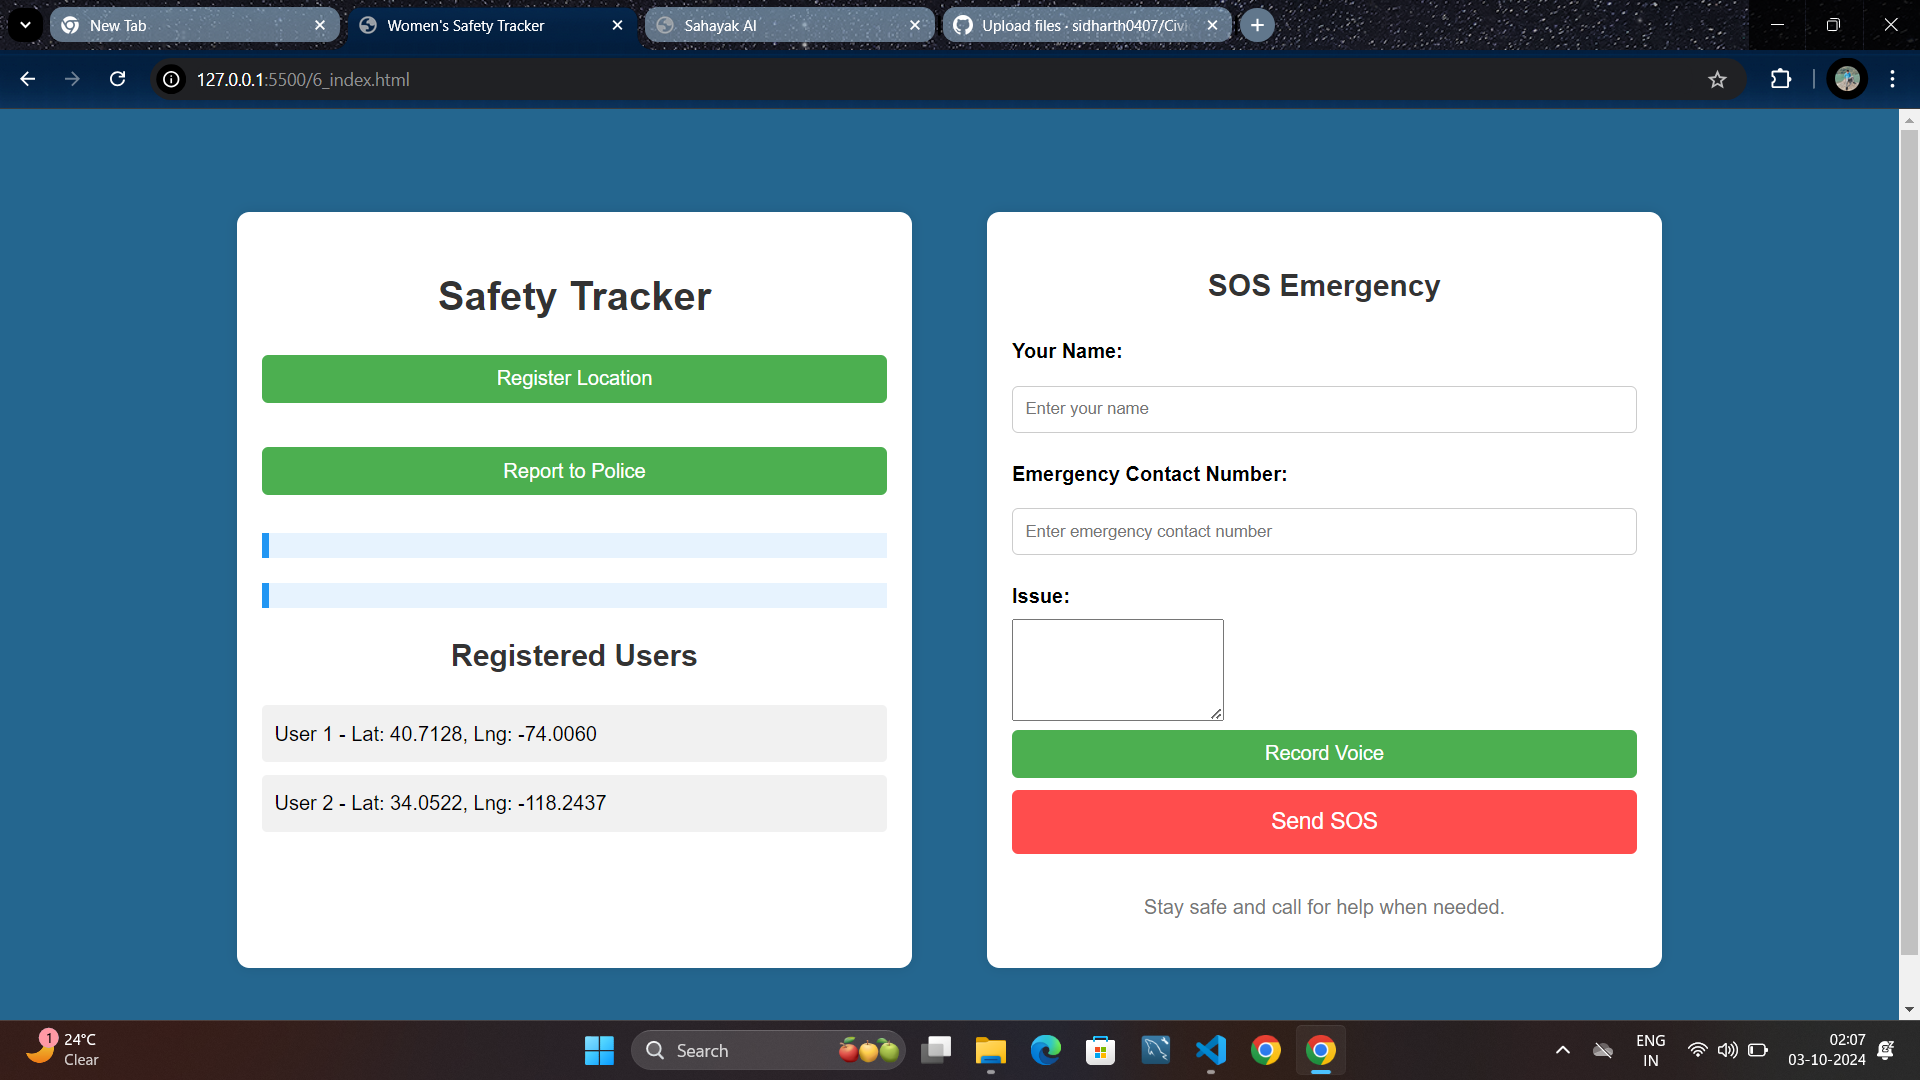 New Tab
Women's Safety Tracker
Sahayak AI
Upload files · sidharth0407/Civi
127.0.0.1:5500/6_index.html
Safety Tracker
Register Location
Report to Police
Registered Users
User 1 - Lat: 40.7128, Lng: -74.0060
User 2 - Lat: 34.0522, Lng: -118.2437
SOS Emergency
Your Name:
Enter your name
Emergency Contact Number:
Enter emergency contact number
Issue:
Record Voice
Send SOS
Stay safe and call for help when needed.
1
24°C
Clear
Search
ENG
IN
02:07
03-10-2024